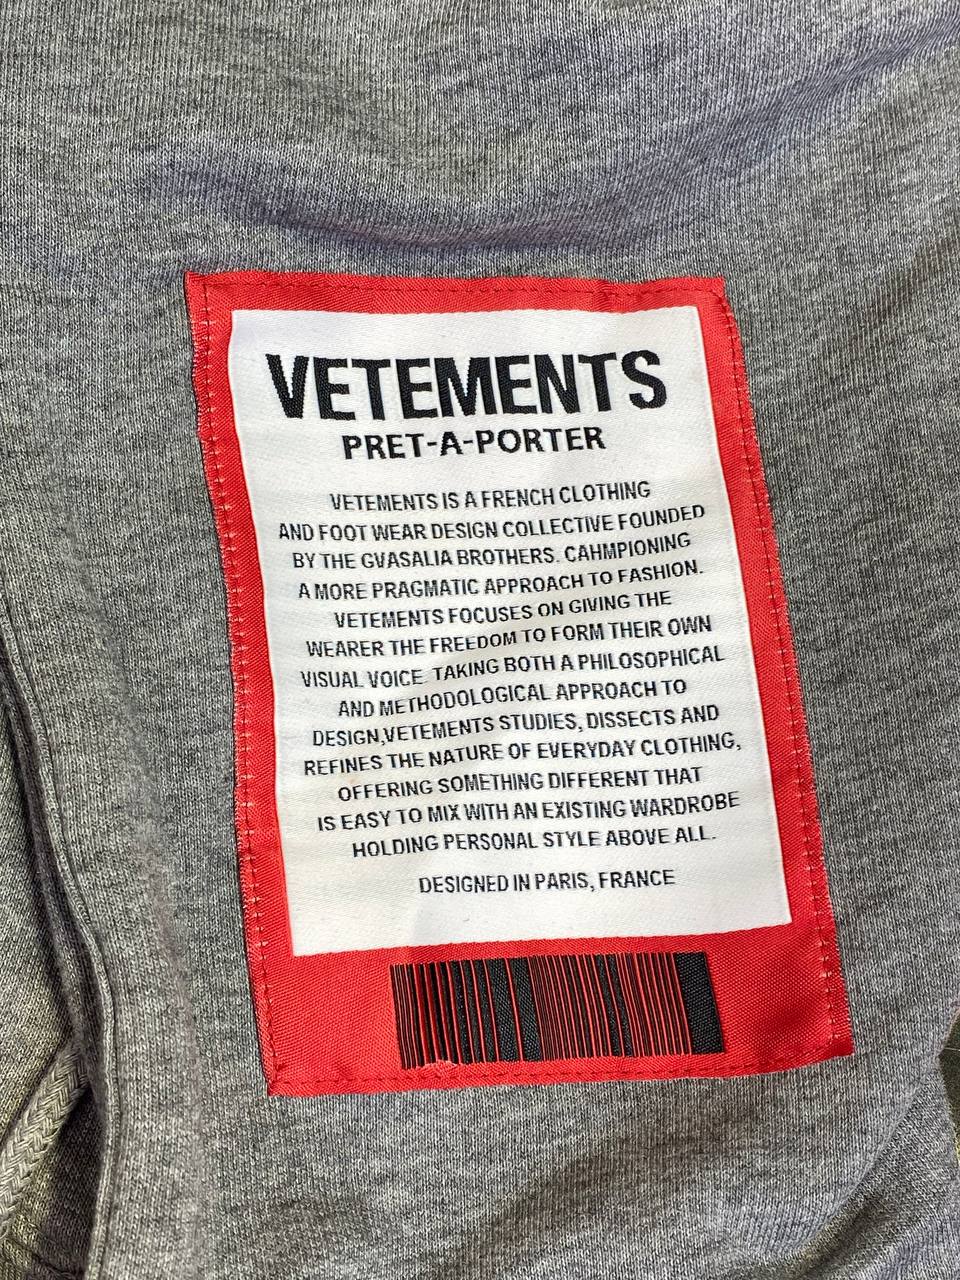 VETEMENTS
PRET-A-PORTER
VETEMENTS IS A FRENCH CLOTHING
AND FOOT WEAR DESIGN COLLECTIVE FOUNDED
BY THE GVASALIA BROTHERS. CAHMPIONING
A MORE PRAGMATIC APPROACH TO FASHION.
VETEMENTS FOCUSES ON GIVING THE
WEARER THE FREEDOM TO FORM THEIR OWN
VISUAL VOICE. TAKING BOTH A PHILOSOPHICAL
AND METHODOLOGICAL APPROACH TO
DESIGN,VETEMENTS STUDIES, DISSECTS AND
REFINES THE NATURE OF EVERYDAY CLOTHING,
OFFERING SOMETHING DIFFERENT THAT
IS EASY TO MIX WITH AN EXISTING WARDROBE
HOLDING PERSONAL STYLE ABOVE ALL.
DESIGNED IN PARIS, FRANCE